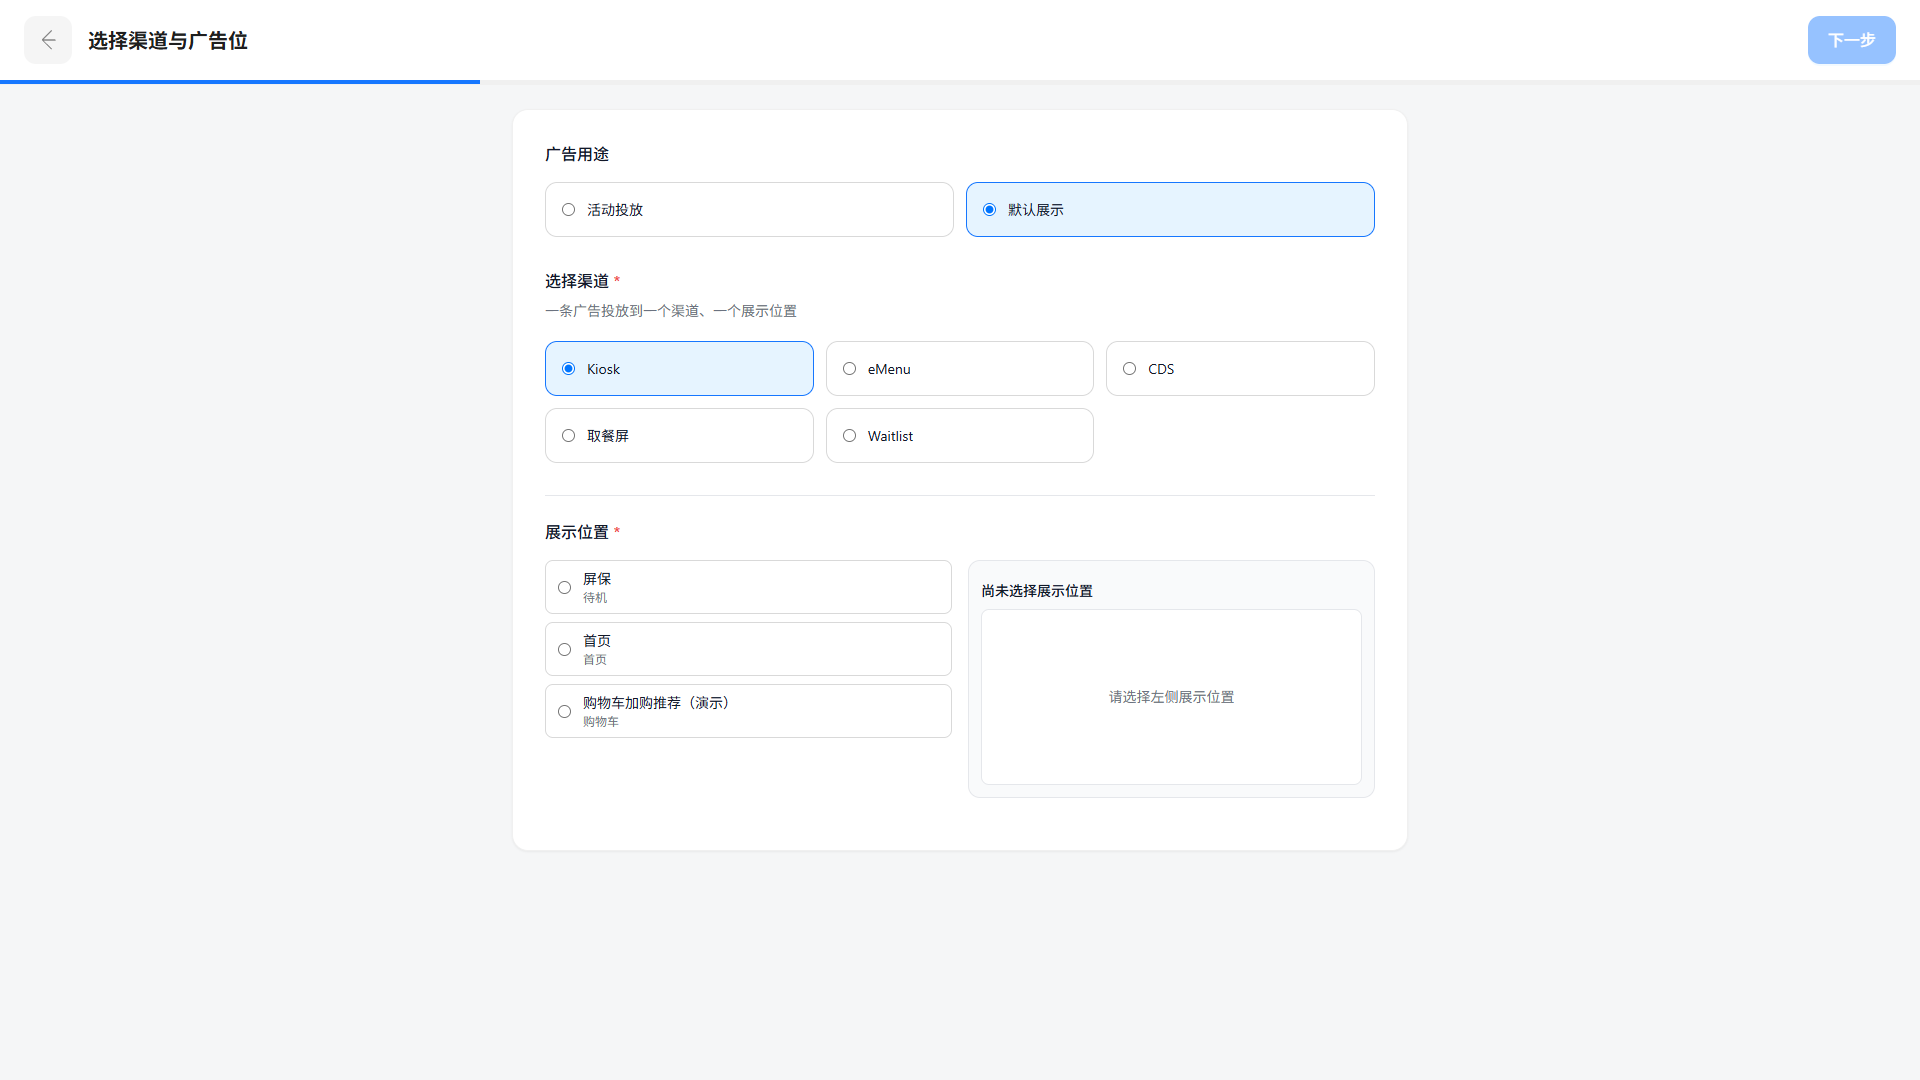 选择渠道与广告位
下一步
广告用途
活动投放
默认展示
选择渠道 *
一条广告投放到一个渠道、一个展示位置
Kiosk
eMenu
CDS
取餐屏
Waitlist
展示位置 *
屏保
待机
首页
首页
购物车加购推荐（演示）
购物车
尚未选择展示位置
请选择左侧展示位置